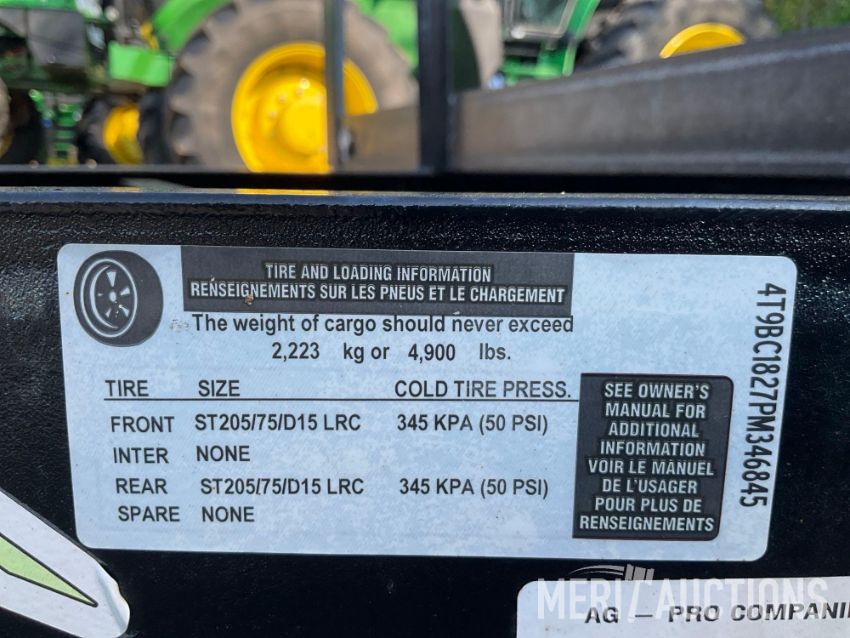 TIRE AND LOADING INFORMATION
RENSEIGNEMENTS SUR LES PNEUS ET LE CHARGEMENT
The weight of cargo should never exceed
2,223 kg or 4,900 lbs.
TIRE SIZE COLD TIRE PRESS.
FRONT ST205/75/D15 LRC 345 KPA (50 PSI)
INTER NONE
REAR ST205/75/D15 LRC 345 KPA (50 PSI)
SPARE NONE
SEE OWNER'S
MANUAL FOR
ADDITIONAL
INFORMATION
VOIR LE MANUEL
DE L'USAGER
POUR PLUS DE
RENSEIGNEMENTS
4T9BC1827PM346845
MERIT AUCTIONS
AG — PRO COMPANI